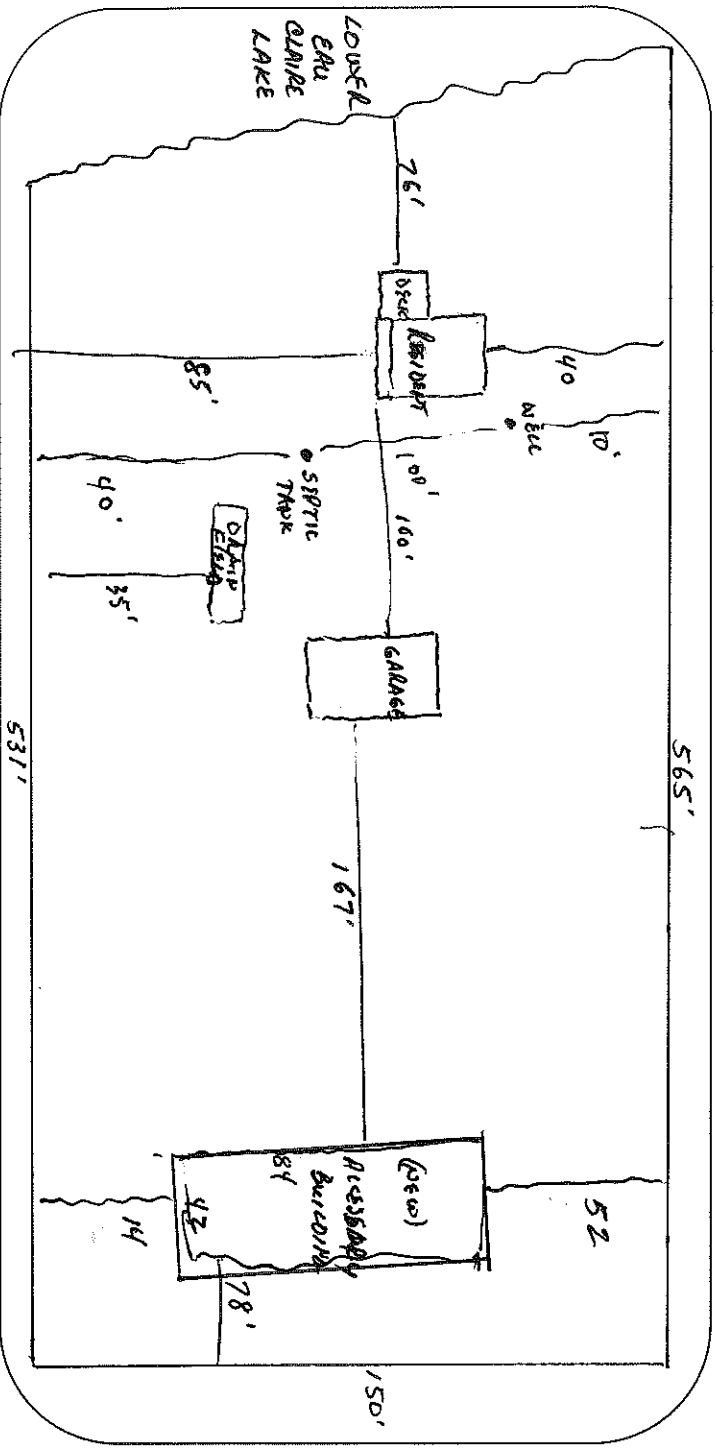 LOWER
EAU
CLAIRE
LAKE
76'
DECK
RESIDENT
40
85'
WELL
10'
100'
SEPTIC
TANK
40'
DRAIN
FIELD
35'
160'
GARAGE
565'
531'
167'
(NEW)
ACCESSORY
BUILDING
84
42
52
14
78'
150'